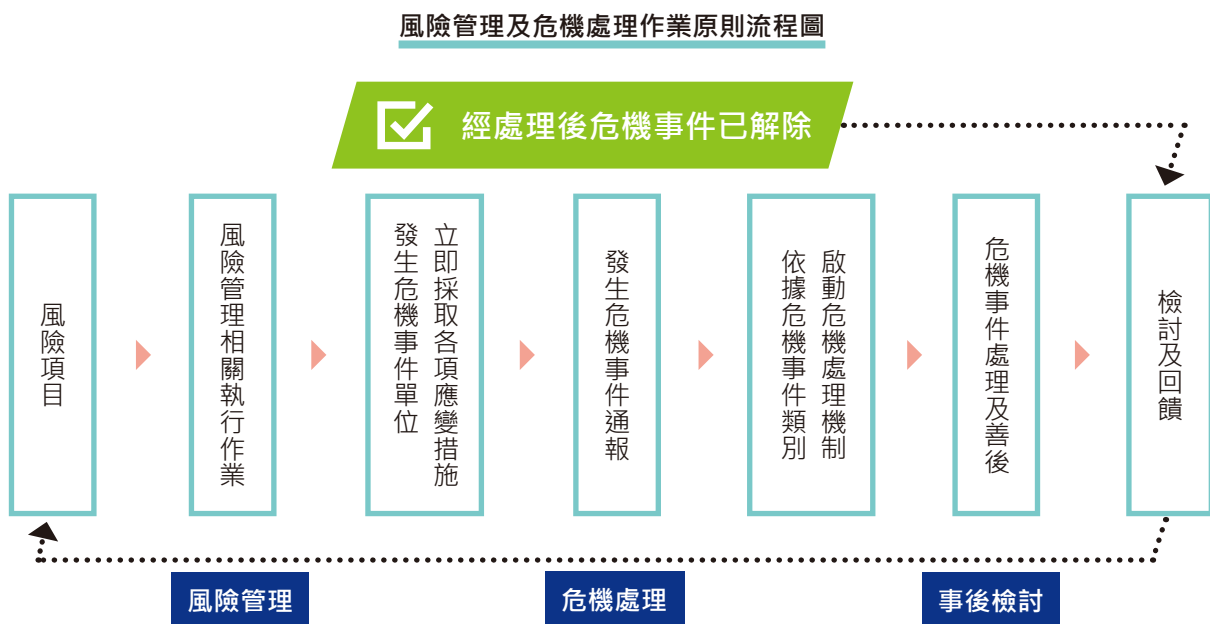 風險管理及危機處理作業原則流程圖
經處理後危機事件已解除
風險項目
風險管理相關執行作業
發生危機事件單位
立即採取各項應變措施
發生危機事件通報
依據危機事件類別
啟動危機處理機制
危機事件處理及善後
檢討及回饋
風險管理
危機處理
事後檢討